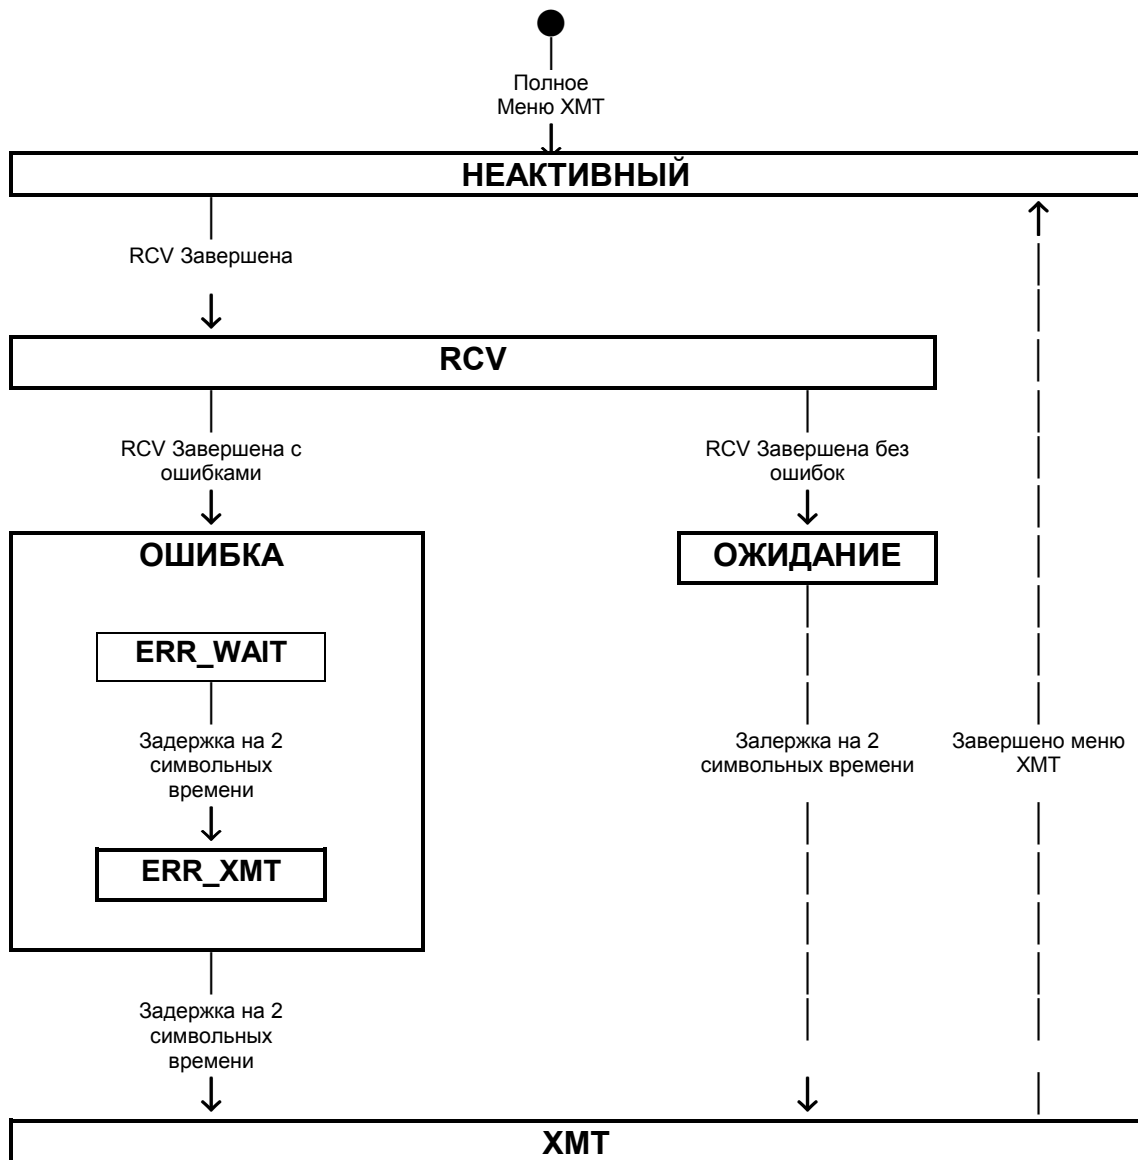 Полное
Меню XMT
НЕАКТИВНЫЙ
RCV Завершена
RCV
RCV Завершена с
ошибками
RCV Завершена без
ошибок
ОШИБКА
ОЖИДАНИЕ
ERR_WAIT
Задержка на 2
символьных
времени
Залержка на 2
символьных времени
Завершено меню
XMT
ERR_XMT
Задержка на 2
символьных
времени
XMT